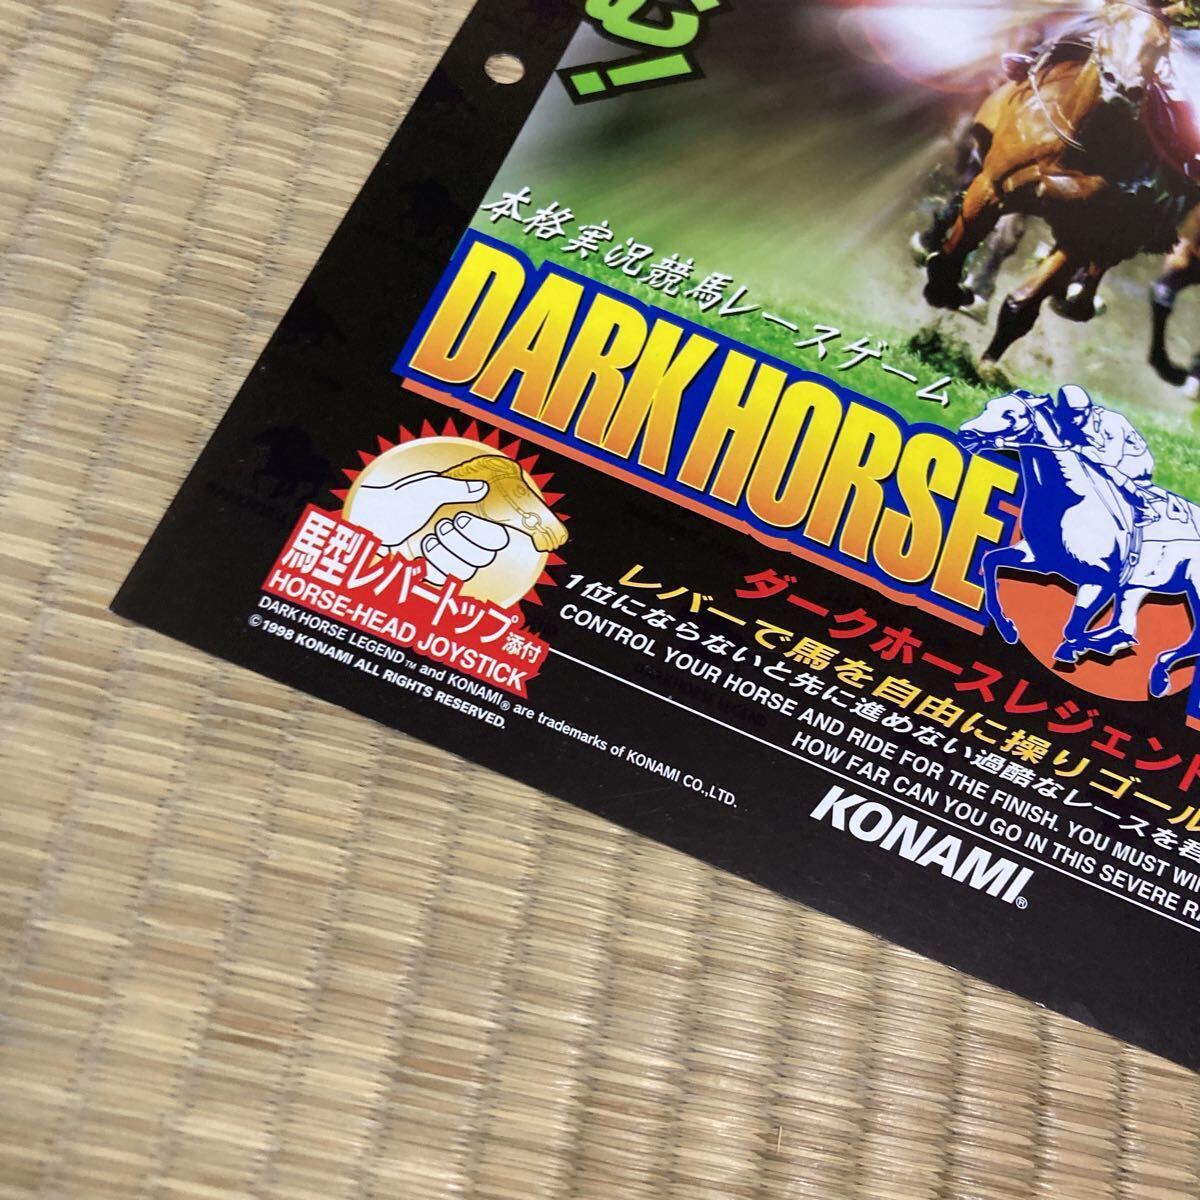 本格実況競馬レースゲーム
DARK HORSE
ダークホースレジェンド
馬型レバートップ添付
HORSE-HEAD JOYSTICK
レバーで馬を自由に操りゴール
1位にならないと先に進めない過酷なレースを君
CONTROL YOUR HORSE AND RIDE FOR THE FINISH. YOU MUST WIN
HOW FAR CAN YOU GO IN THIS SEVERE
DARK HORSE LEGEND™ and KONAMI® are trademarks of KONAMI CO.,LTD.
©1998 KONAMI ALL RIGHTS RESERVED.
KONAMI®